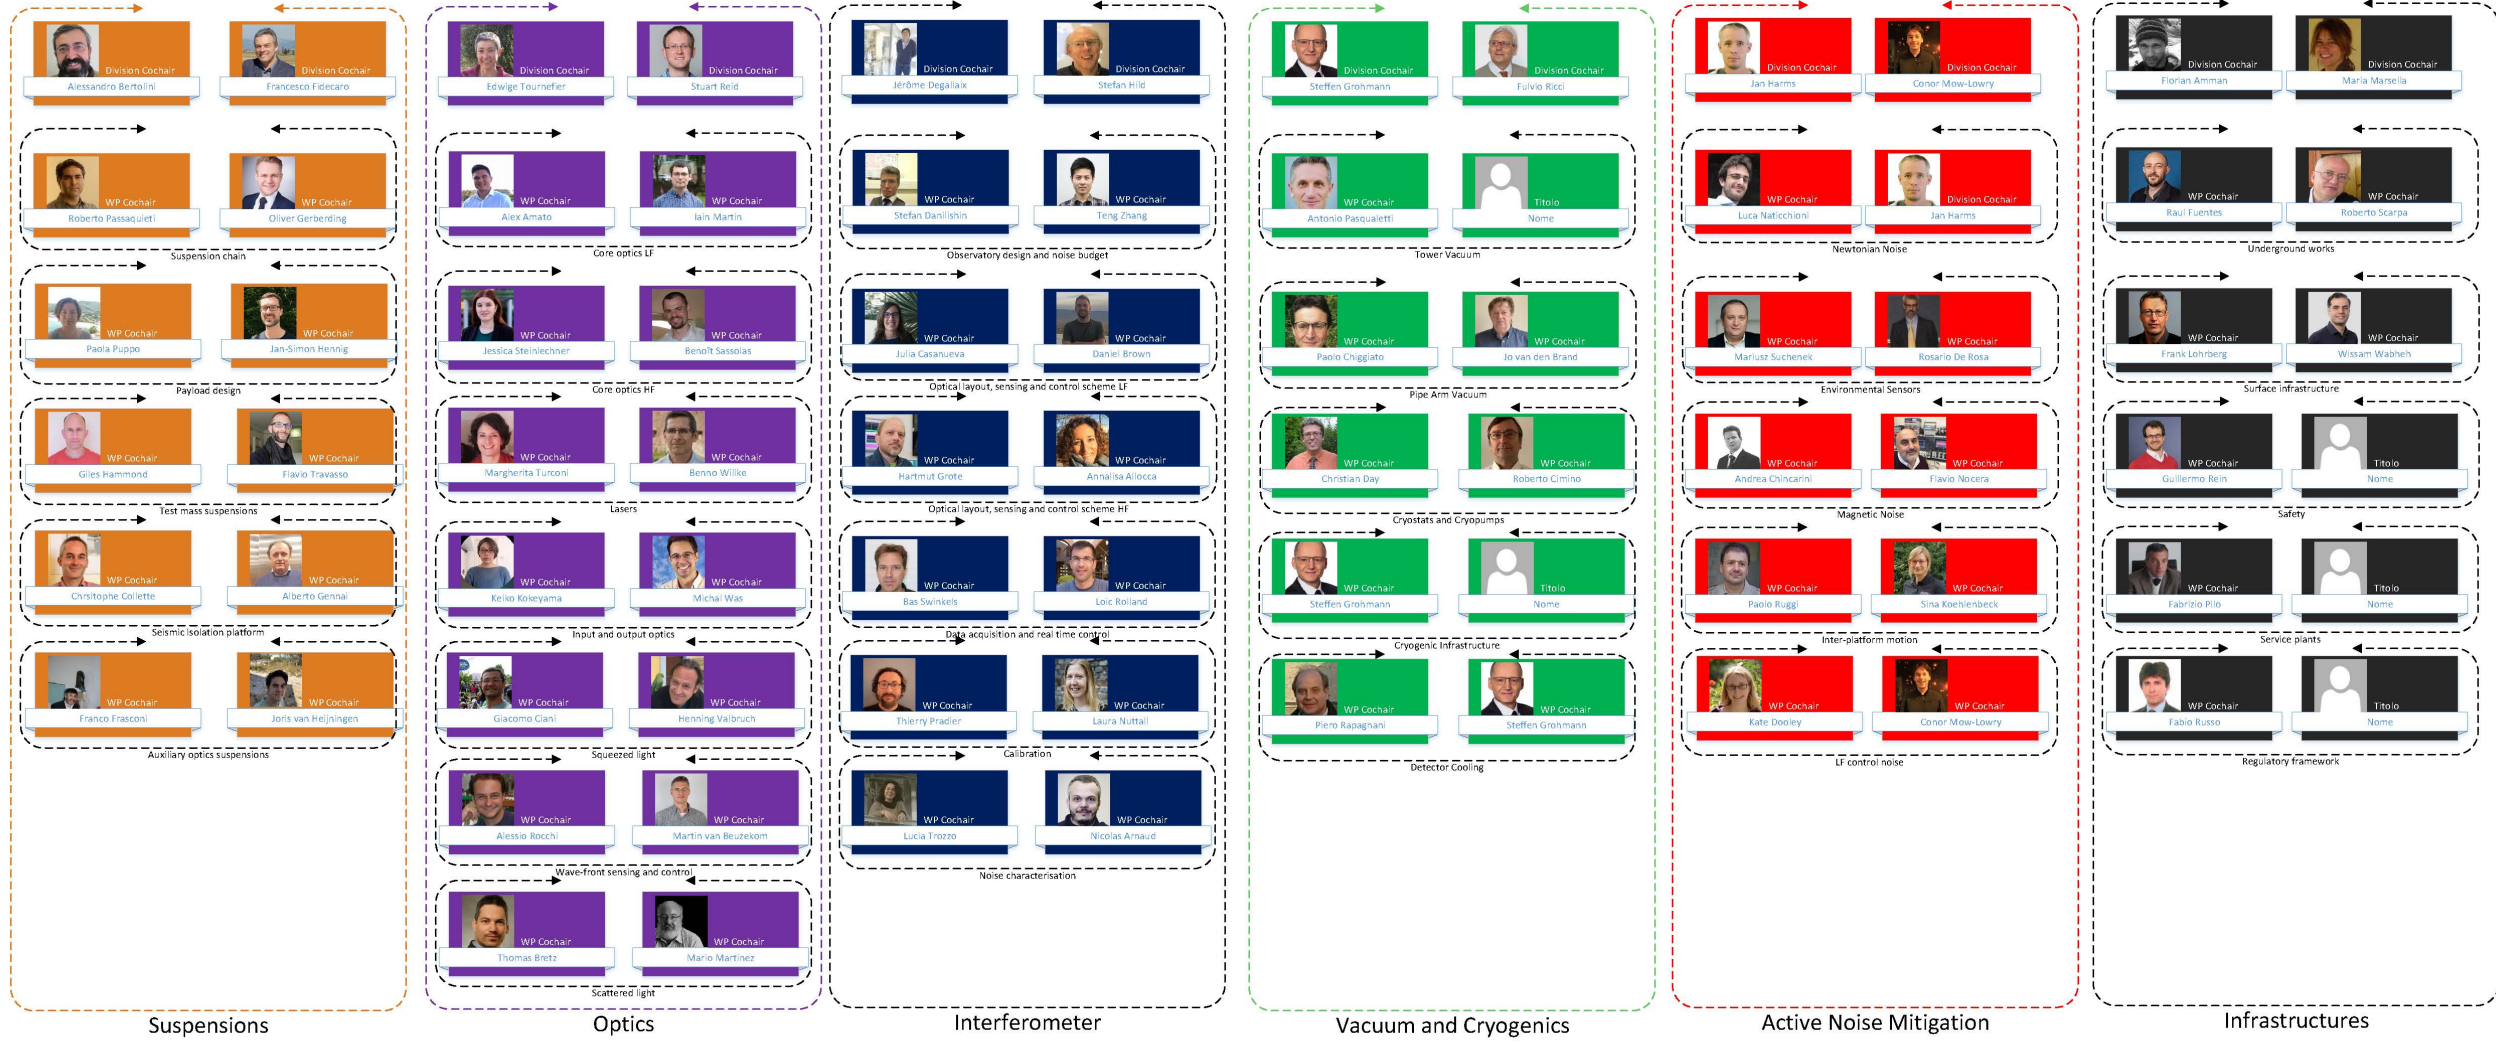 Division Cochair
Alessandro Bertolini
Division Cochair
Francesco Fidecaro
WP Cochair
Roberto Passaquieti
WP Cochair
Oliver Gerberding
Suspension chain
WP Cochair
Paola Puppo
WP Cochair
Jan-Simon Hennig
Payload design
WP Cochair
Giles Hammond
WP Cochair
Flavio Travasso
Test mass suspensions
WP Cochair
Chrsitophe Collette
WP Cochair
Alberto Gennai
Seismic isolation platform
WP Cochair
Franco Frasconi
WP Cochair
Joris van Heijningen
Auxiliary optics suspensions
Suspensions
Division Cochair
Edwige Tournefier
Division Cochair
Stuart Reid
WP Cochair
Alex Amato
WP Cochair
Iain Martin
Core optics LF
WP Cochair
Jessica Steinlechner
WP Cochair
Benoît Sassolas
Core optics HF
WP Cochair
Margherita Turconi
WP Cochair
Benno Willke
Lasers
WP Cochair
Keiko Kokeyama
WP Cochair
Michal Was
Input and output optics
WP Cochair
Giacomo Ciani
WP Cochair
Henning Valbruch
Squeezed light
WP Cochair
Alessio Rocchi
WP Cochair
Martin van Beuzekom
Wave-front sensing and control
WP Cochair
Thomas Bretz
WP Cochair
Mario Martinez
Scattered light
Optics
Division Cochair
Jérôme Degallaix
Division Cochair
Stefan Hild
WP Cochair
Stefan Danilishin
WP Cochair
Teng Zhang
Observatory design and noise budget
WP Cochair
Julia Casanueva
WP Cochair
Daniel Brown
Optical layout, sensing and control scheme LF
WP Cochair
Hartmut Grote
WP Cochair
Annalisa Allocca
Optical layout, sensing and control scheme HF
WP Cochair
Bas Swinkels
WP Cochair
Loïc Rolland
Data acquisition and real time control
WP Cochair
Thierry Pradier
WP Cochair
Laura Nuttall
Calibration
WP Cochair
Lucia Trozzo
WP Cochair
Nicolas Arnaud
Noise characterisation
Interferometer
Division Cochair
Steffen Grohmann
Division Cochair
Fulvio Ricci
WP Cochair
Antonio Pasqualetti
Titolo
Nome
Tower Vacuum
WP Cochair
Paolo Chiggiato
WP Cochair
Jo van den Brand
Pipe Arm Vacuum
WP Cochair
Christian Day
WP Cochair
Roberto Cimino
Cryostats and Cryopumps
WP Cochair
Steffen Grohmann
Titolo
Nome
Cryogenic Infrastructure
WP Cochair
Piero Rapagnani
WP Cochair
Steffen Grohmann
Detector Cooling
Vacuum and Cryogenics
Division Cochair
Jan Harms
Division Cochair
Conor Mow-Lowry
WP Cochair
Luca Naticchioni
Division Cochair
Jan Harms
Newtonian Noise
WP Cochair
Mariusz Suchenek
WP Cochair
Rosario De Rosa
Environmental Sensors
WP Cochair
Andrea Chincarini
WP Cochair
Flavio Nocera
Magnetic Noise
WP Cochair
Paolo Ruggi
WP Cochair
Sina Koehlenbeck
Inter-platform motion
WP Cochair
Kate Dooley
WP Cochair
Conor Mow-Lowry
LF control noise
Active Noise Mitigation
Division Cochair
Florian Amman
Division Cochair
Maria Marsella
WP Cochair
Raul Fuentes
WP Cochair
Roberto Scarpa
Underground works
WP Cochair
Frank Lohrberg
WP Cochair
Wissam Wabheh
Surface infrastructure
WP Cochair
Guillermo Rein
Titolo
Nome
Safety
WP Cochair
Fabrizio Pilo
Titolo
Nome
Service plants
WP Cochair
Fabio Russo
Titolo
Nome
Regulatory framework
Infrastructures